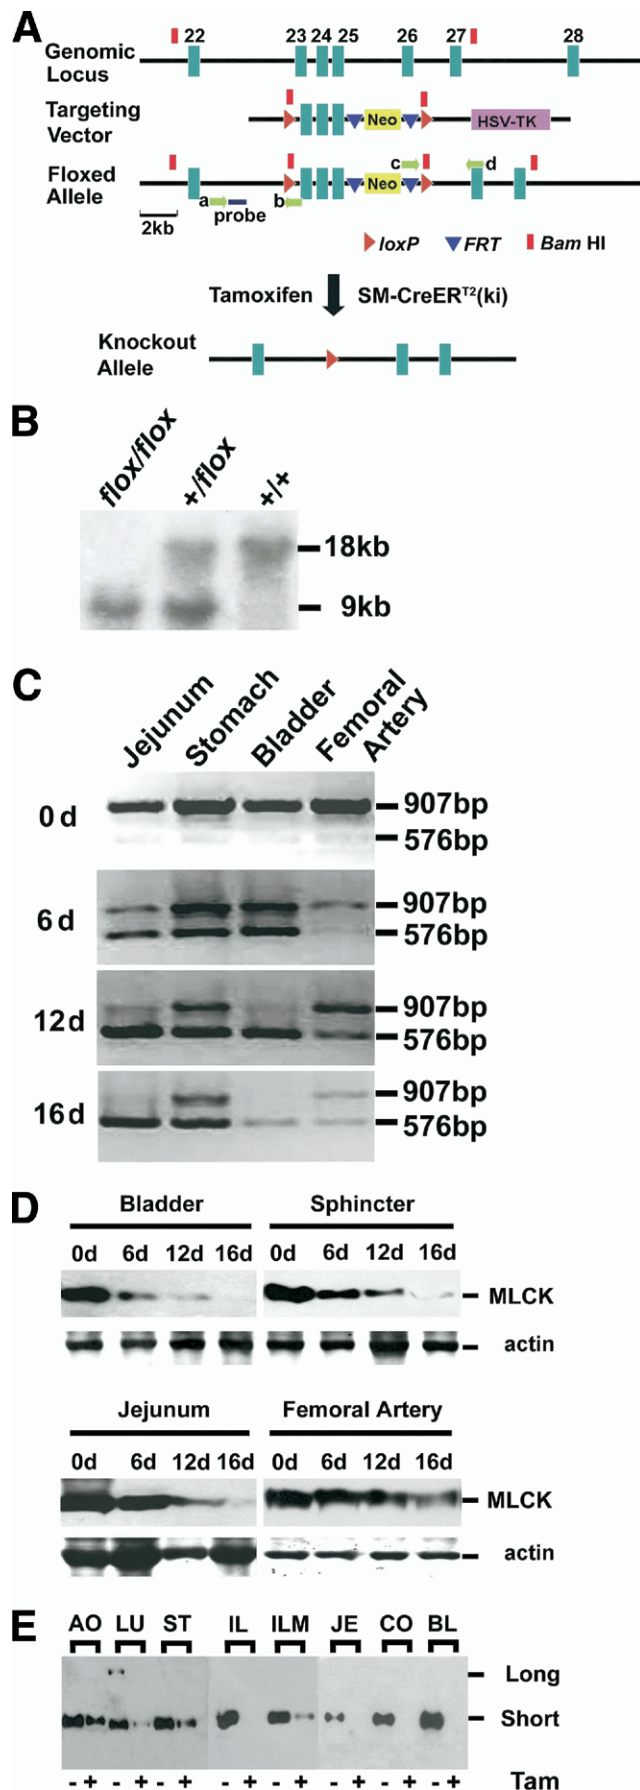 A
22 23 24 25 26 27 28
Genomic
Locus
Targeting
Vector
Neo HSV-TK
Floxed
Allele
c d
Neo
a b
probe
2kb
loxP FRT Bam HI
Tamoxifen SM-CreERT2(ki)
Knockout
Allele
B
flox/flox +/flox +/+
18kb
9kb
C
Jejunum Stomach Bladder Femoral
Artery
0 d
907bp
576bp
6 d
907bp
576bp
12d
907bp
576bp
16d
907bp
576bp
D
Bladder Sphincter
0d 6d 12d 16d 0d 6d 12d 16d
MLCK
actin
Jejunum Femoral Artery
0d 6d 12d 16d 0d 6d 12d 16d
MLCK
actin
E
AO LU ST IL ILM JE CO BL
Long
Short
- + - + - + - + - + - + - + - +
Tam